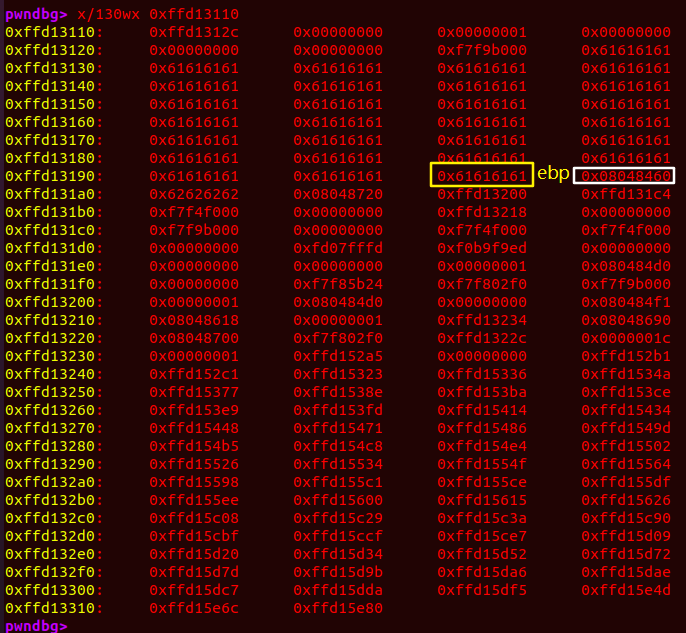 pwndbg> x/130wx 0xffd13110
0xffd13110: 0xffd1312c 0x00000000 0x00000001 0x00000000
0xffd13120: 0x00000000 0x00000000 0xf7f9b000 0x61616161
0xffd13130: 0x61616161 0x61616161 0x61616161 0x61616161
0xffd13140: 0x61616161 0x61616161 0x61616161 0x61616161
0xffd13150: 0x61616161 0x61616161 0x61616161 0x61616161
0xffd13160: 0x61616161 0x61616161 0x61616161 0x61616161
0xffd13170: 0x61616161 0x61616161 0x61616161 0x61616161
0xffd13180: 0x61616161 0x61616161 0x61616161 0x61616161
0xffd13190: 0x61616161 0x61616161 0x61616161 ebp 0x08048460
0xffd131a0: 0x62626262 0x08048720 0xffd13200 0xffd131c4
0xffd131b0: 0xf7f4f000 0x00000000 0xffd13218 0x00000000
0xffd131c0: 0xf7f9b000 0x00000000 0xf7f4f000 0xf7f4f000
0xffd131d0: 0x00000000 0xfd07fffd 0xf0b9f9ed 0x00000000
0xffd131e0: 0x00000000 0x00000000 0x00000001 0x080484d0
0xffd131f0: 0x00000000 0xf7f85b24 0xf7f802f0 0xf7f9b000
0xffd13200: 0x00000001 0x080484d0 0x00000000 0x080484f1
0xffd13210: 0x08048618 0x00000001 0xffd13234 0x08048690
0xffd13220: 0x08048700 0xf7f802f0 0xffd1322c 0x0000001c
0xffd13230: 0x00000001 0xffd152a5 0x00000000 0xffd152b1
0xffd13240: 0xffd152c1 0xffd15323 0xffd15336 0xffd1534a
0xffd13250: 0xffd15377 0xffd1538e 0xffd153ba 0xffd153ce
0xffd13260: 0xffd153e9 0xffd153fd 0xffd15414 0xffd15434
0xffd13270: 0xffd15448 0xffd15471 0xffd15486 0xffd1549d
0xffd13280: 0xffd154b5 0xffd154c8 0xffd154e4 0xffd15502
0xffd13290: 0xffd15526 0xffd15534 0xffd1554f 0xffd15564
0xffd132a0: 0xffd15598 0xffd155c1 0xffd155ce 0xffd155df
0xffd132b0: 0xffd155ee 0xffd15600 0xffd15615 0xffd15626
0xffd132c0: 0xffd15c08 0xffd15c29 0xffd15c3a 0xffd15c90
0xffd132d0: 0xffd15cbf 0xffd15ccf 0xffd15ce7 0xffd15d09
0xffd132e0: 0xffd15d20 0xffd15d34 0xffd15d52 0xffd15d72
0xffd132f0: 0xffd15d7d 0xffd15d9b 0xffd15da6 0xffd15dae
0xffd13300: 0xffd15dc7 0xffd15dda 0xffd15df5 0xffd15e4d
0xffd13310: 0xffd15e6c 0xffd15e80
pwndbg>